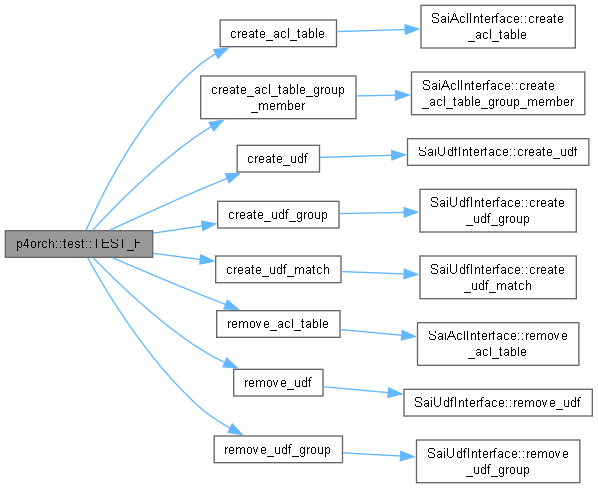 p4orch::test::TEST_F
create_acl_table
SaiAclInterface::create
_acl_table
create_acl_table_group
_member
SaiAclInterface::create
_acl_table_group_member
create_udf
SaiUdfInterface::create_udf
create_udf_group
SaiUdfInterface::create
_udf_group
create_udf_match
SaiUdfInterface::create
_udf_match
remove_acl_table
SaiAclInterface::remove
_acl_table
remove_udf
SaiUdfInterface::remove_udf
remove_udf_group
SaiUdfInterface::remove
_udf_group